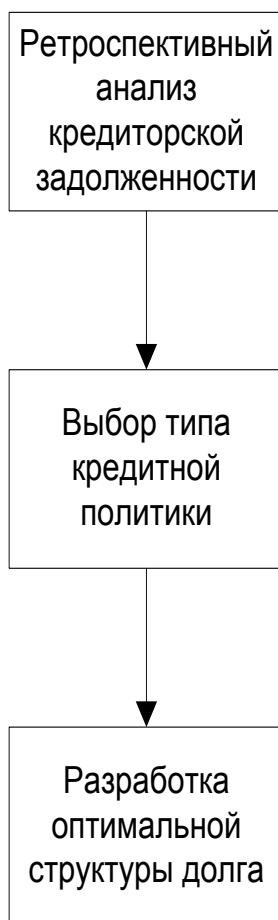 Ретроспективный
анализ
кредиторской
задолженности
Выбор типа
кредитной
политики
Разработка
оптимальной
структуры долга